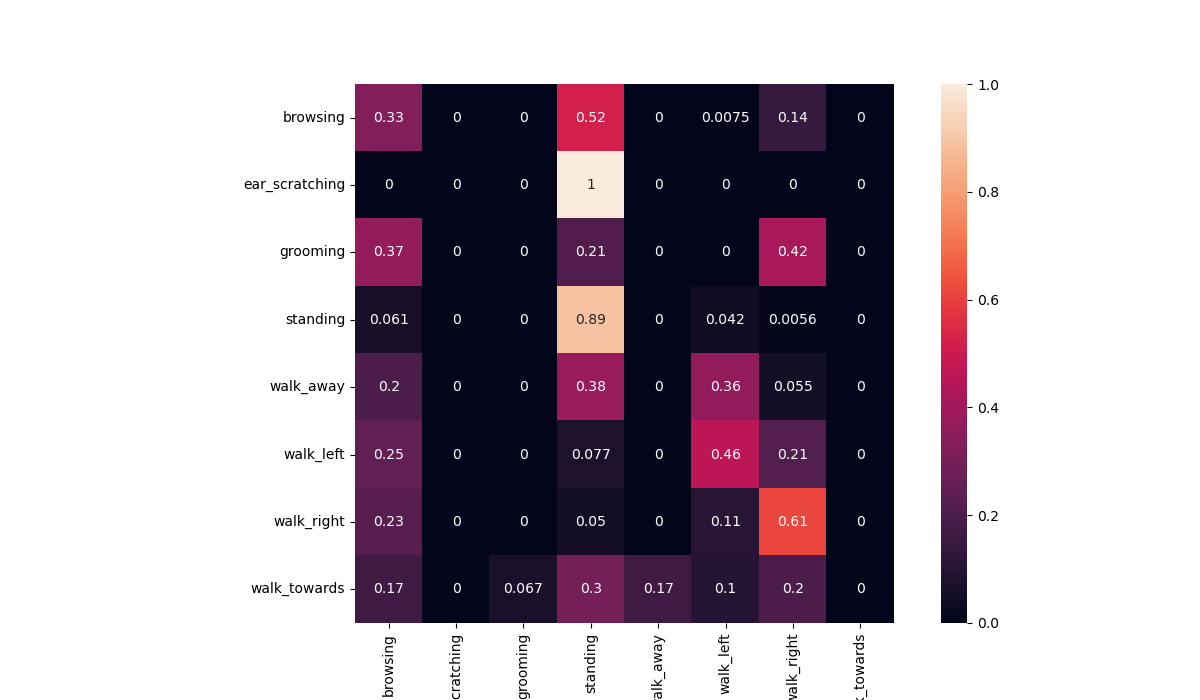 1.0
browsing 0.33 0 0 0.52 0 0.0075 0.14 0
ear_scratching 0 0 0 1 0 0 0 0
0.8
grooming 0.37 0 0 0.21 0 0 0.42 0
0.6
standing 0.061 0 0 0.89 0 0.042 0.0056 0
walk_away 0.2 0 0 0.38 0 0.36 0.055 0
0.4
walk_left 0.25 0 0 0.077 0 0.46 0.21 0
0.2
walk_right 0.23 0 0 0.05 0 0.11 0.61 0
walk_towards 0.17 0 0.067 0.3 0.17 0.1 0.2 0
0.0
browsing
cratching
grooming
standing
alk_away
walk_left
walk_right
_towards